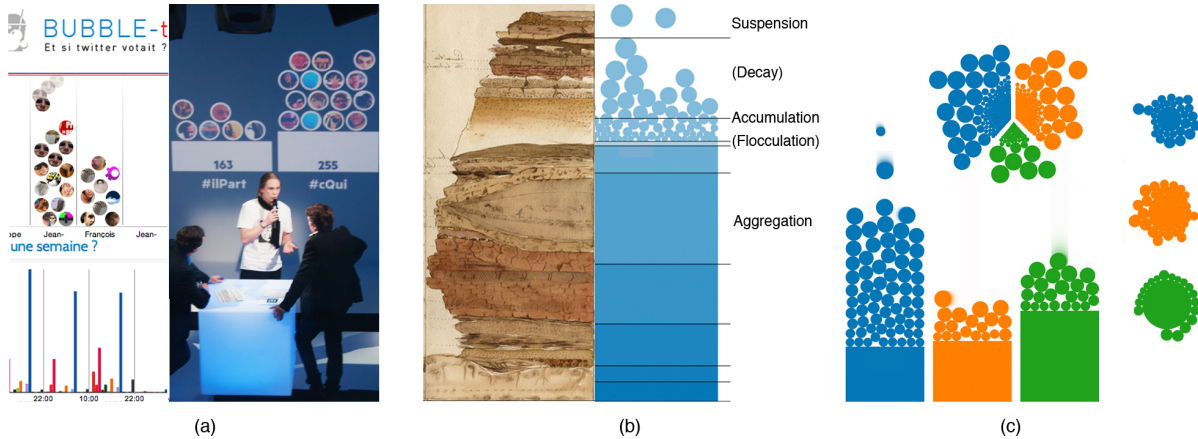 BUBBLE-t
Et si twitter votait ?
ppe Jean- François Jean-
une semaine ?
22:00 10:00 22:00
163
#ilPart
255
#cQui
Suspension
(Decay)
Accumulation
(Flocculation)
Aggregation
(a)
(b)
(c)